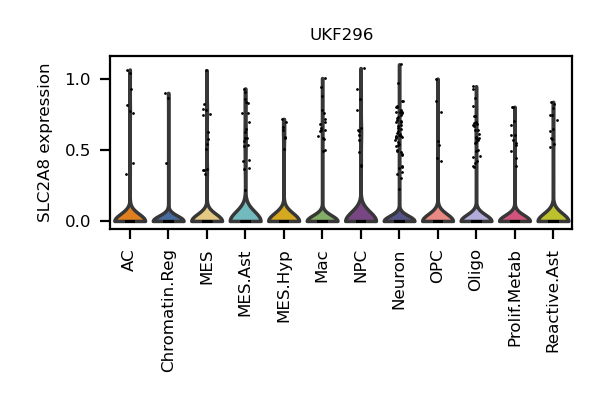 UKF296
SLC2A8 expression
1.0
0.5
0.0
AC
Chromatin.Reg
MES
MES.Ast
MES.Hyp
Mac
NPC
Neuron
OPC
Oligo
Prolif.Metab
Reactive.Ast